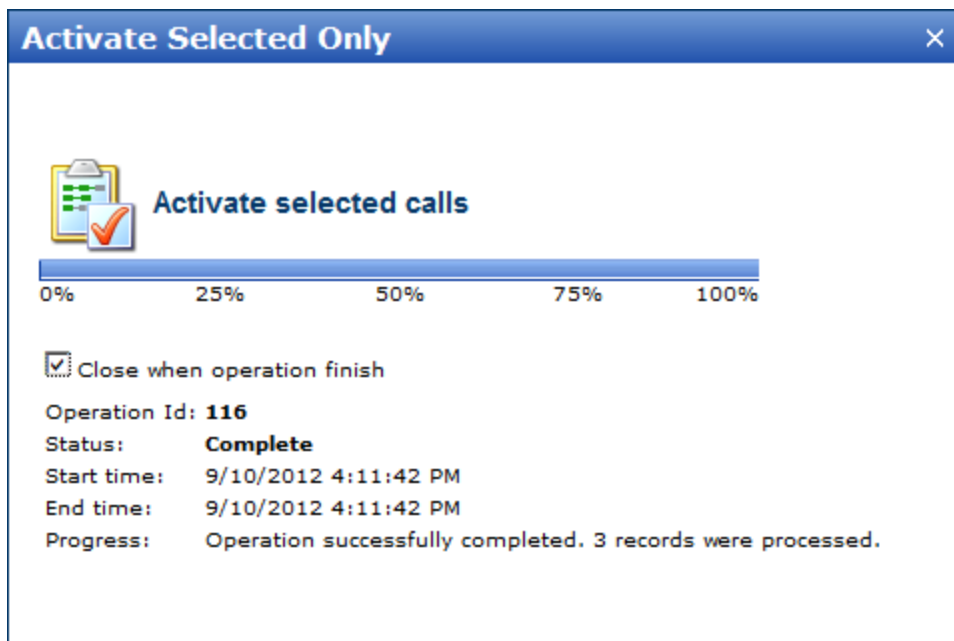 Activate Selected Only
Activate selected calls
0% 25% 50% 75% 100%
Close when operation finish
Operation Id: 116
Status: Complete
Start time: 9/10/2012 4:11:42 PM
End time: 9/10/2012 4:11:42 PM
Progress: Operation successfully completed. 3 records were processed.